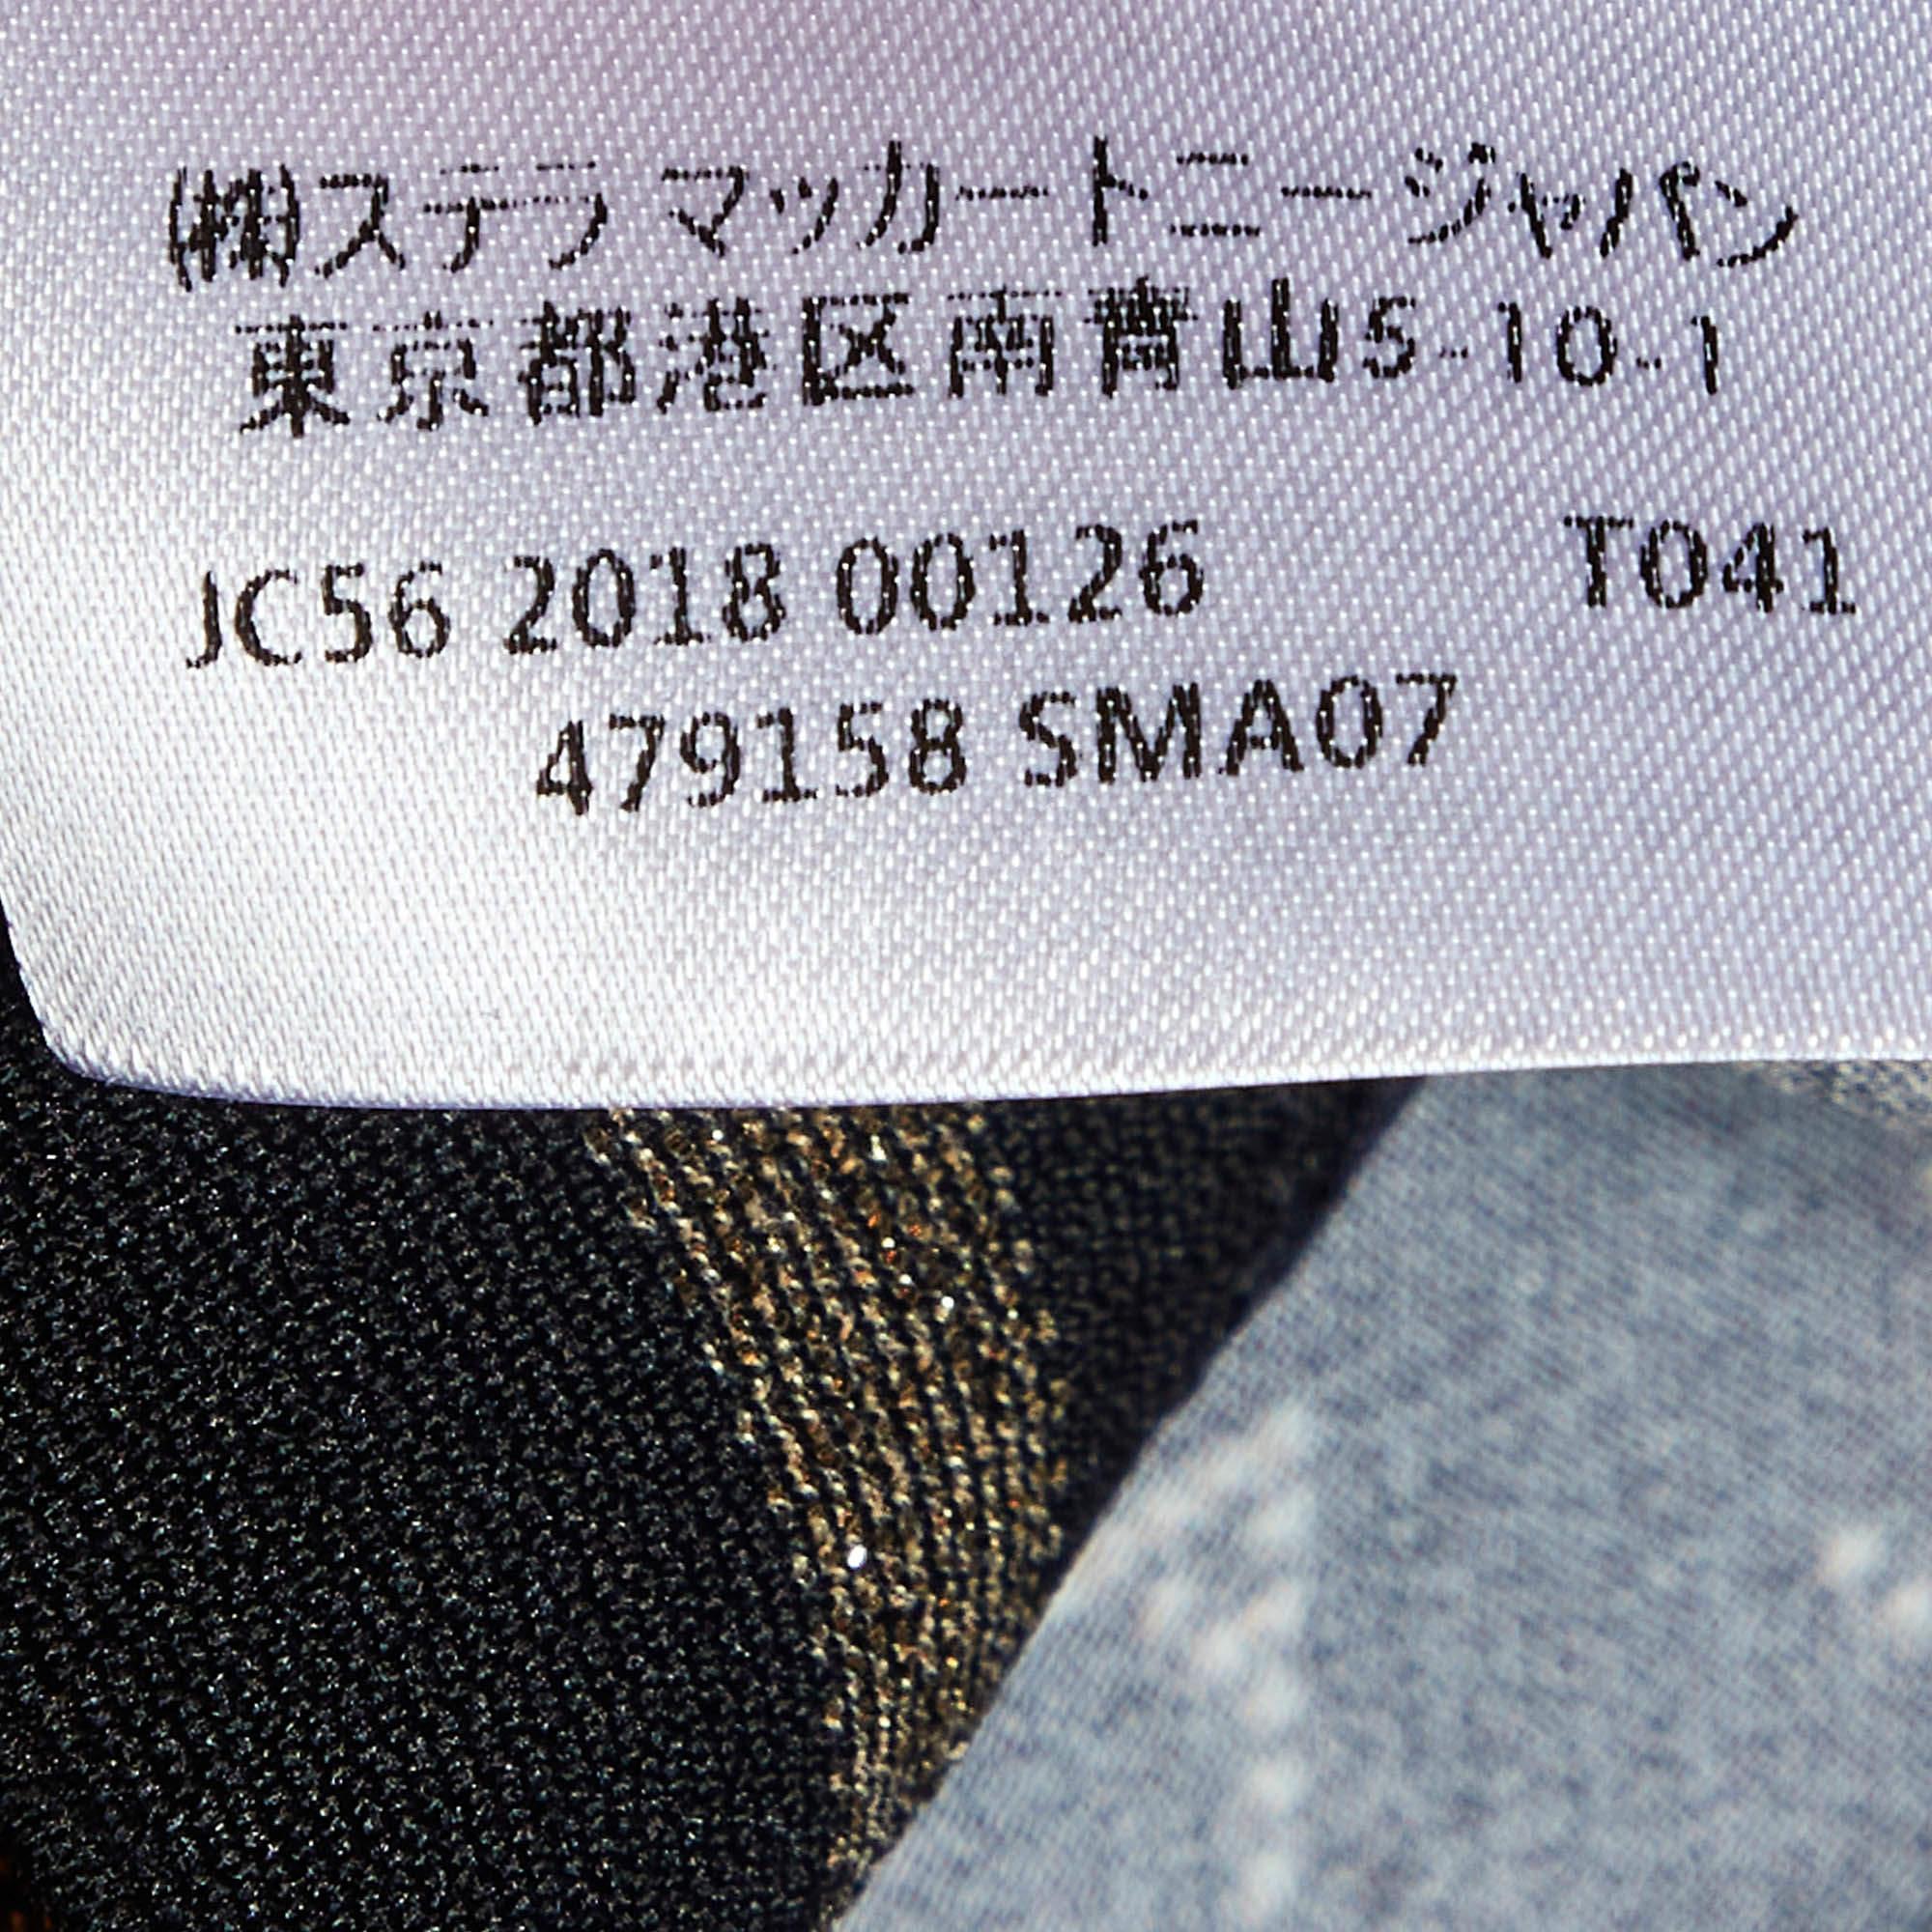 ㈱ステラ マッカートニージャパン
東京都港区南青山5-10-1
JC56 2018 00126 T041
479158 SMA07